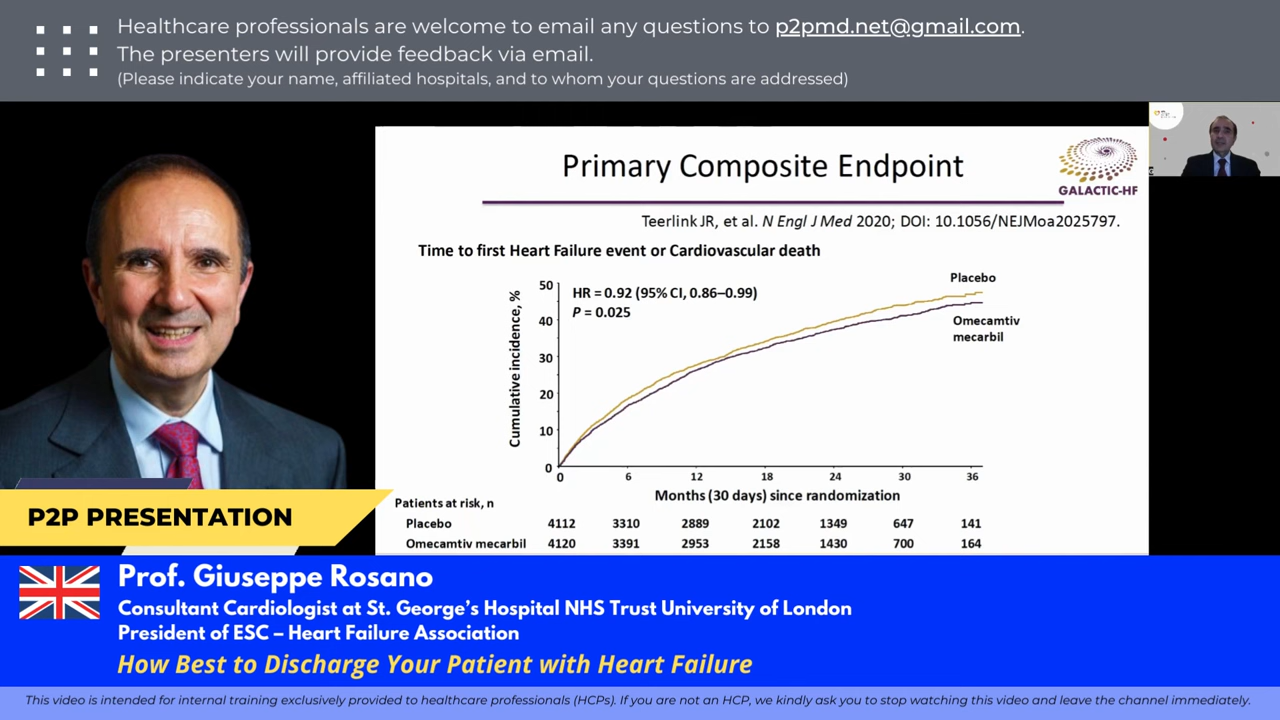 Healthcare professionals are welcome to email any questions to p2pmd.net@gmail.com.
The presenters will provide feedback via email.
(Please indicate your name, affiliated hospitals, and to whom your questions are addressed)
Primary Composite Endpoint
GALACTIC-HF
Teerlink JR, et al. N Engl J Med 2020; DOI: 10.1056/NEJMoa2025797.
Time to first Heart Failure event or Cardiovascular death
HR = 0.92 (95% CI, 0.86–0.99)
P = 0.025
Placebo
Omecamtiv
mecarbil
Cumulative incidence, %
50
40
30
20
10
0
0 6 12 18 24 30 36
Months (30 days) since randomization
Patients at risk, n
Placebo 4112 3310 2889 2102 1349 647 141
Omecamtiv mecarbil 4120 3391 2953 2158 1430 700 164
P2P PRESENTATION
Prof. Giuseppe Rosano
Consultant Cardiologist at St. George's Hospital NHS Trust University of London
President of ESC – Heart Failure Association
How Best to Discharge Your Patient with Heart Failure
This video is intended for internal training exclusively provided to healthcare professionals (HCPs). If you are not an HCP, we kindly ask you to stop watching this video and leave the channel immediately.